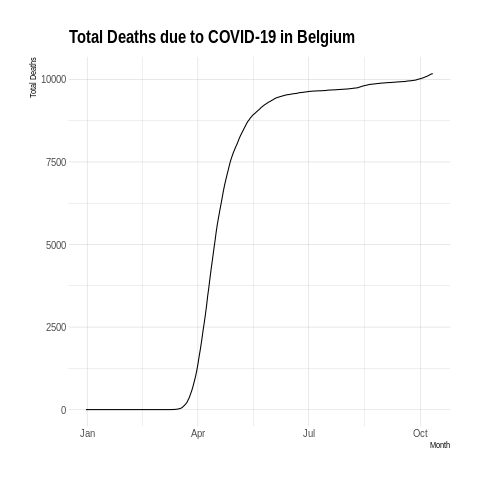 Total Deaths due to COVID-19 in Belgium
Total Deaths
10000
7500
5000
2500
0
Jan Apr Jul Oct
Month